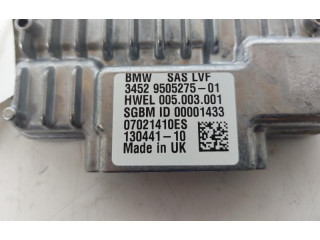 BMW SAS LVF
3452 9505275-01
HWEL 005.003.001
SGBM ID 00001433
07021410ES
130441-10
Made in UK